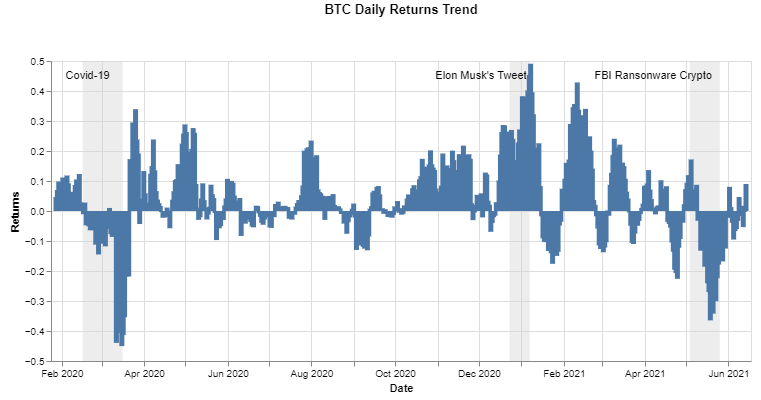 BTC Daily Returns Trend
Covid-19
Elon Musk's Tweet
FBI Ransonware Crypto
Returns
0.5
0.4
0.3
0.2
0.1
0.0
−0.1
−0.2
−0.3
−0.4
−0.5
Feb 2020
Apr 2020
Jun 2020
Aug 2020
Oct 2020
Dec 2020
Feb 2021
Apr 2021
Jun 2021
Date